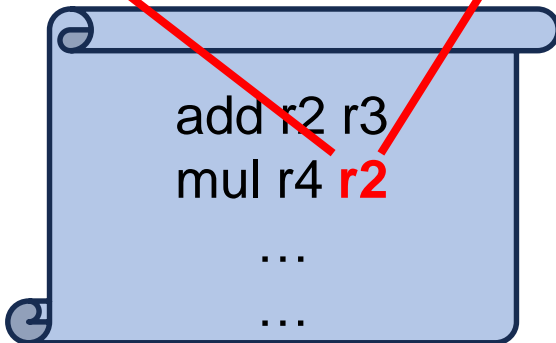 add r2 r3
mul r4 r2
…
…